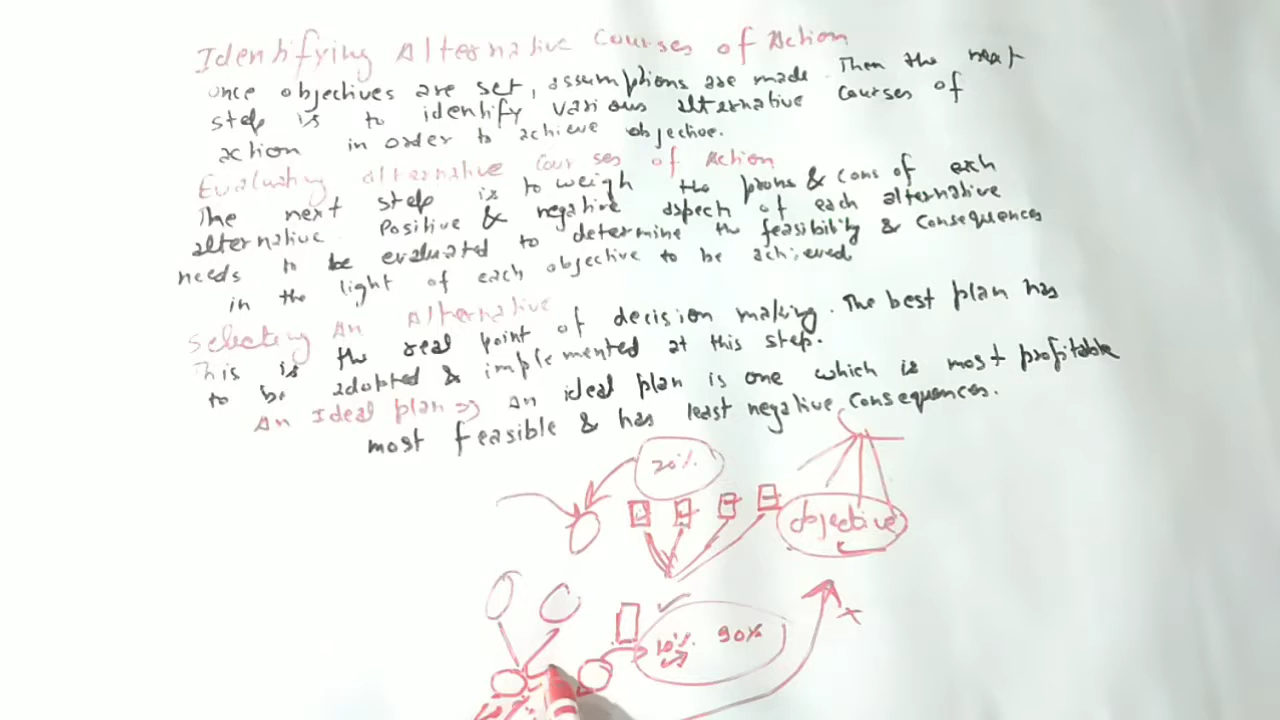 Identifying Alternative Courses of Action
once objectives are set, assumptions are made. Then the next
step is to identify various alternative courses of
action in order to achieve objective.
Evaluating alternative Courses of Action
The next step is to weigh the prons & cons of each
alternative. Positive & negative aspect of each alternative
needs to be evaluated to determine the feasibility & consequences
in the light of each objective to be achieved
Selecting An Alternative
This is the real point of decision making. The best plan has
to be adopted & implemented at this step.
An Ideal plan => An ideal plan is one which is most profitable
most feasible & has least negative consequences.
20%
objective
10% 90%